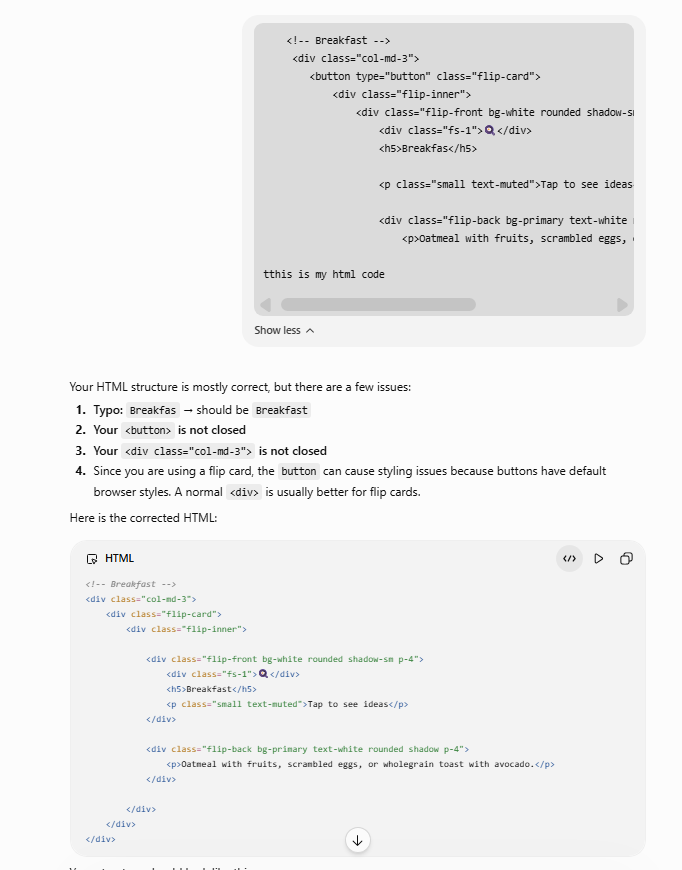 <!-- Breakfast -->
<div class="col-md-3">
<button type="button" class="flip-card">
<div class="flip-inner">
<div class="flip-front bg-white rounded shadow-s
<div class="fs-1">🔍</div>
<h5>Breakfas</h5>
<p class="small text-muted">Tap to see ideas
<div class="flip-back bg-primary text-white
<p>Oatmeal with fruits, scrambled eggs,
tthis is my html code
Show less
Your HTML structure is mostly correct, but there are a few issues:
1. Typo: Breakfas → should be Breakfast
2. Your <button> is not closed
3. Your <div class="col-md-3"> is not closed
4. Since you are using a flip card, the button can cause styling issues because buttons have default
browser styles. A normal <div> is usually better for flip cards.
Here is the corrected HTML:
HTML
<!-- Breakfast -->
<div class="col-md-3">
<div class="flip-card">
<div class="flip-inner">
<div class="flip-front bg-white rounded shadow-sm p-4">
<div class="fs-1">🔍</div>
<h5>Breakfast</h5>
<p class="small text-muted">Tap to see ideas</p>
</div>
<div class="flip-back bg-primary text-white rounded shadow p-4">
<p>Oatmeal with fruits, scrambled eggs, or wholegrain toast with avocado.</p>
</div>
</div>
</div>
</div>